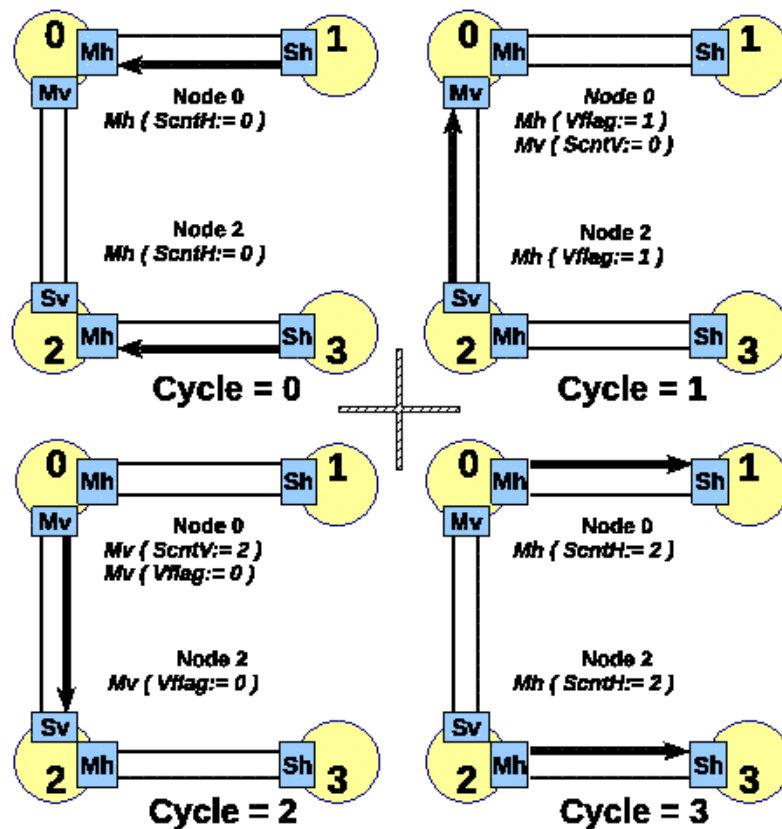 0 Mh Sh 1
Mv
Node 0
Mh ( ScntH:= 0 )
Node 2
Mh ( ScntH:= 0 )
Sv
2 Mh Sh 3
Cycle = 0
0 Mh Sh 1
Mv
Node 0
Mh ( Vflag:= 1 )
Mv ( ScntV:= 0 )
Node 2
Mh ( Vflag:= 1 )
Sv
2 Mh Sh 3
Cycle = 1
0 Mh Sh 1
Mv
Node 0
Mv ( ScntV:= 2 )
Mv ( Vflag:= 0 )
Node 2
Mv ( Vflag:= 0 )
Sv
2 Mh Sh 3
Cycle = 2
0 Mh Sh 1
Mv
Node 0
Mh ( ScntH:= 2 )
Node 2
Mh ( ScntH:= 2 )
Sv
2 Mh Sh 3
Cycle = 3